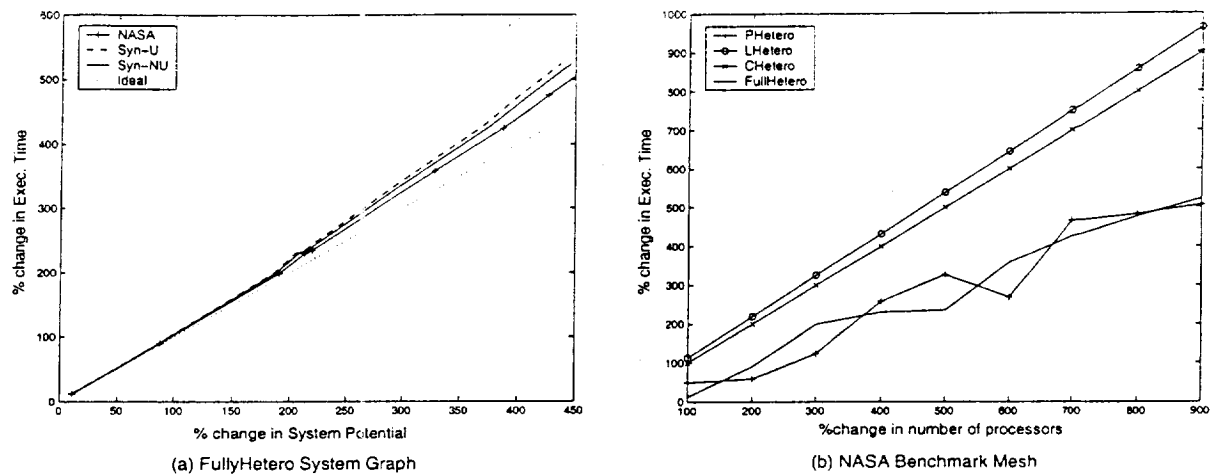 600
500
400
300
200
100
0
% change in Exec. Time
NASA
Syn-U
Syn-NU
Ideal
0 50 100 150 200 250 300 350 400 450
% change in System Potential
(a) FullyHetero System Graph
1000
900
800
700
600
500
400
300
200
100
0
% change in Exec. Time
PHetero
LHetero
CHetero
FullHetero
100 200 300 400 500 600 700 800 900
%change in number of processors
(b) NASA Benchmark Mesh